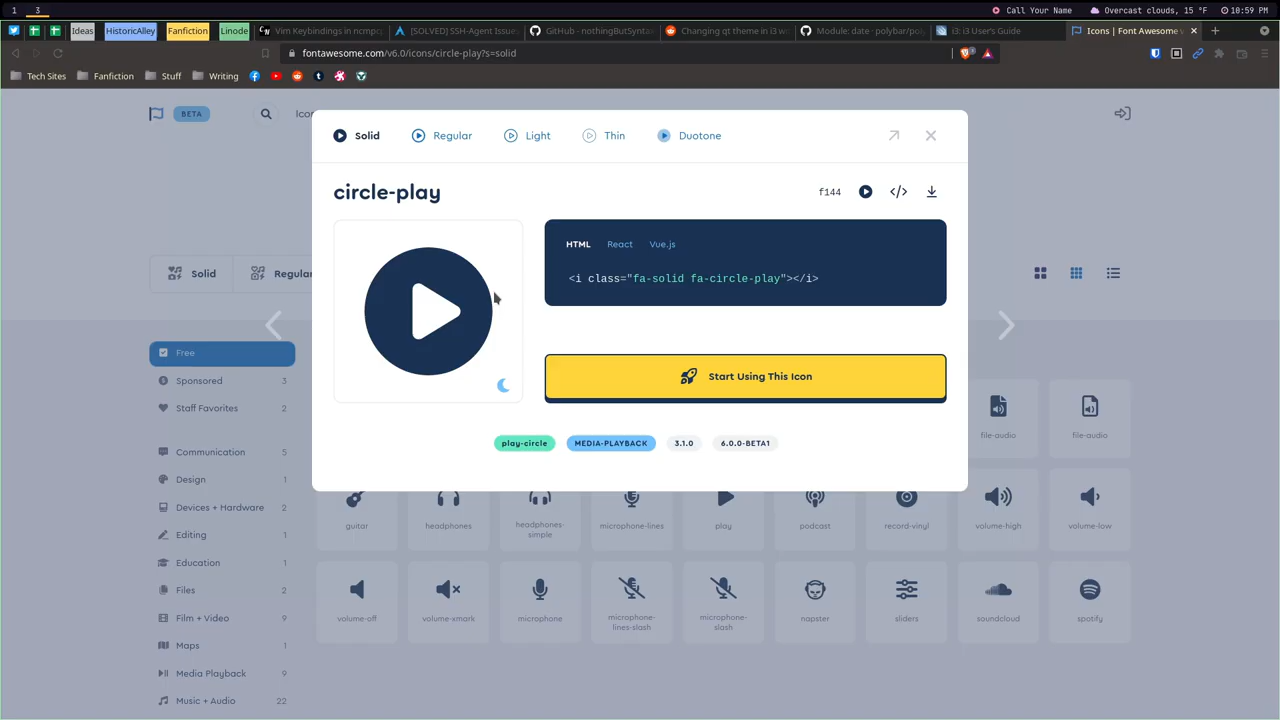 1 3 Call Your Name Overcast clouds, 15 °F 10:59 PM
Ideas HistoricAlley Fanfiction Linode Vim Keybindings in ncmpc [SOLVED] SSH-Agent Issue GitHub - nothingButSynta Changing qt theme in i3 w Module: date · polybar/poly i3: i3 User's Guide Icons | Font Awesome v
fontawesome.com/v6.0/icons/circle-play?s=solid
Tech Sites Fanfiction Stuff Writing
BETA Ico
Solid Regular Light Thin Duotone
circle-play
f144 </>
HTML React Vue.js
<i class="fa-solid fa-circle-play"></i>
Start Using This Icon
play-circle MEDIA-PLAYBACK 3.1.0 6.0.0-BETA1
Solid Regular
Free
Sponsored 3
Staff Favorites 2
Communication 5
Design 1
Devices + Hardware 2
Editing 1
Education 1
Files 2
Film + Video 9
Maps 1
Media Playback 9
Music + Audio 22
file-audio file-audio
guitar headphones headphones-simple microphone-lines play podcast record-vinyl volume-high volume-low
volume-off volume-xmark microphone microphone-lines-slash microphone-slash napster sliders soundcloud spotify